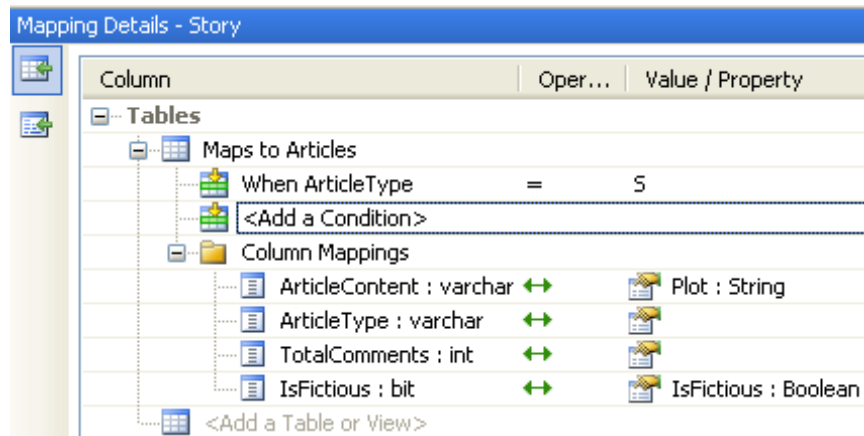 Mapping Details - Story
Column Oper... Value / Property
Tables
Maps to Articles
When ArticleType = S
<Add a Condition>
Column Mappings
ArticleContent : varchar Plot : String
ArticleType : varchar
TotalComments : int
IsFictious : bit IsFictious : Boolean
<Add a Table or View>